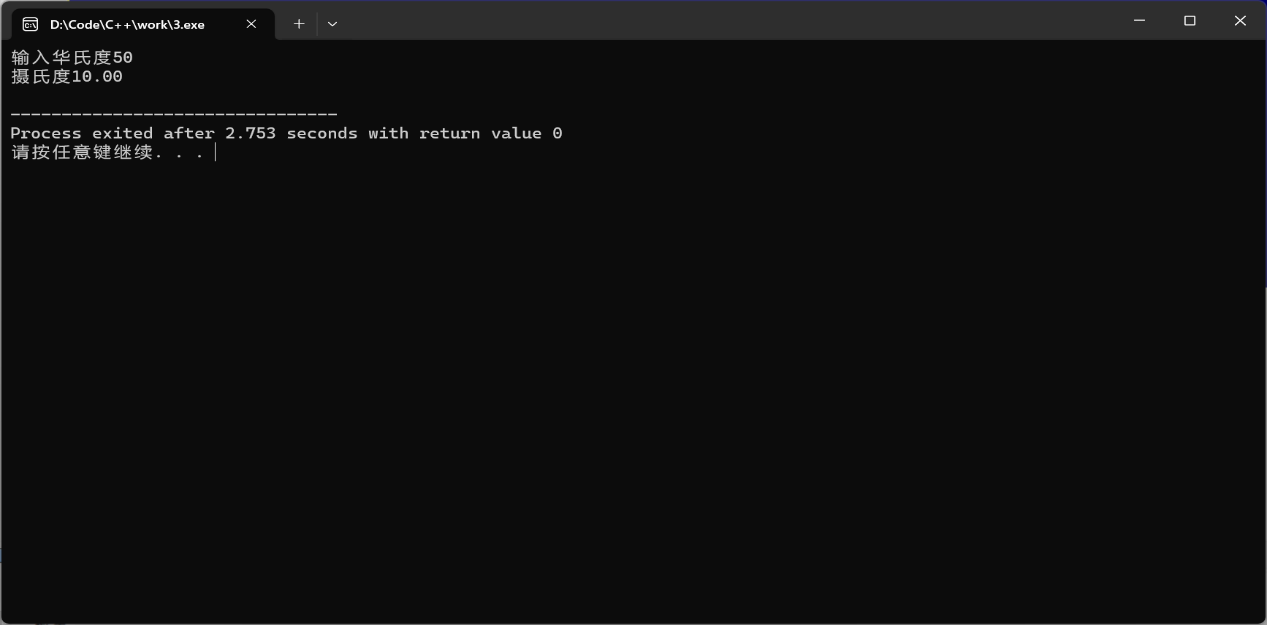 D:\Code\C++\work\3.exe
输入华氏度50
摄氏度10.00
--------------------------------
Process exited after 2.753 seconds with return value 0
请按任意键继续. . .